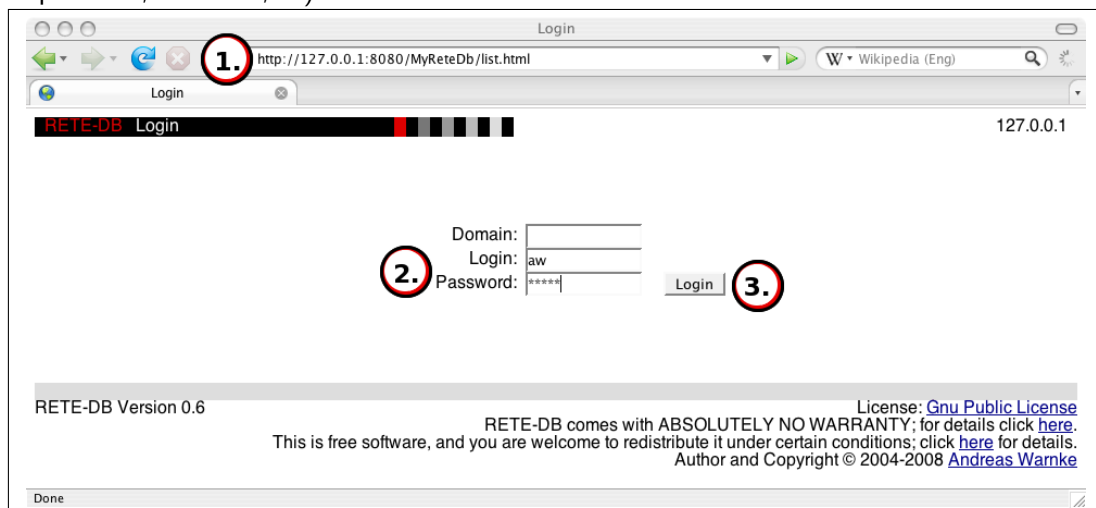 Login
1.
http://127.0.0.1:8080/MyReteDb/list.html
W Wikipedia (Eng)
Login
RETE-DB Login
127.0.0.1
Domain:
Login: aw
2.
Password: *****
Login
3.
RETE-DB Version 0.6
License: Gnu Public License
RETE-DB comes with ABSOLUTELY NO WARRANTY; for details click here.
This is free software, and you are welcome to redistribute it under certain conditions; click here for details.
Author and Copyright © 2004-2008 Andreas Warnke
Done